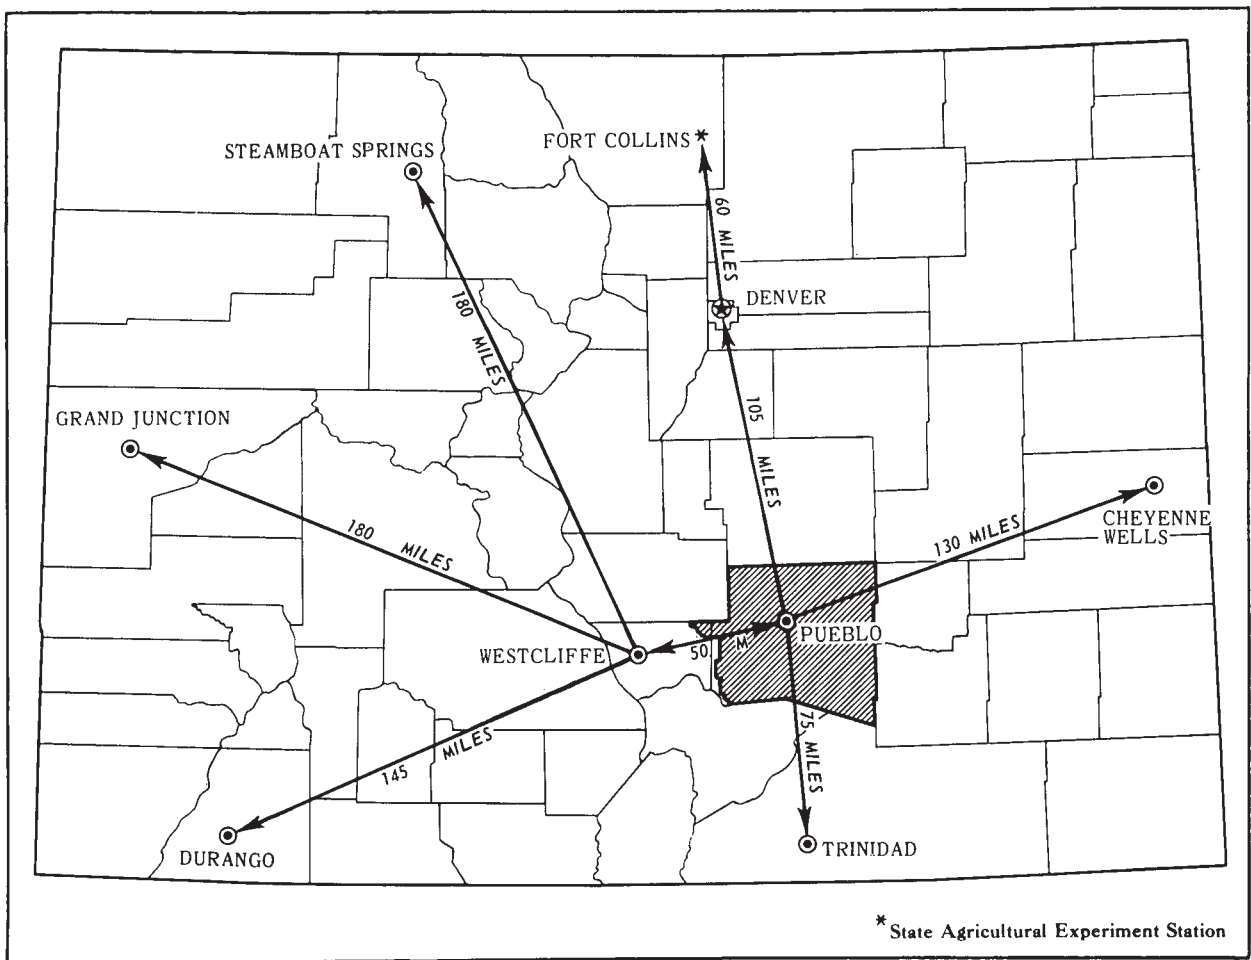 STEAMBOAT SPRINGS
FORT COLLINS *
60 MILES
DENVER
180 MILES
105 MILES
GRAND JUNCTION
180 MILES
CHEYENNE
WELLS
130 MILES
WESTCLIFFE
50 M
PUEBLO
75 MILES
145 MILES
DURANGO
TRINIDAD
* State Agricultural Experiment Station